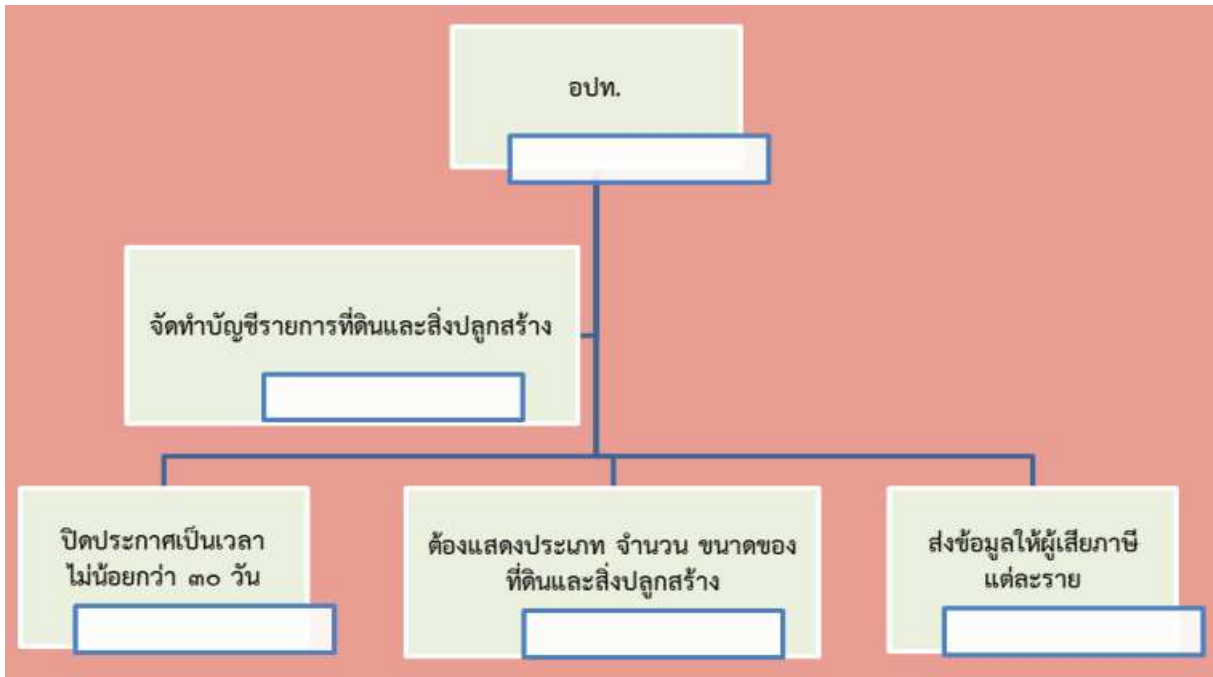 อปท.
จัดทำบัญชีรายการที่ดินและสิ่งปลูกสร้าง
ปิดประกาศเป็นเวลา
ไม่น้อยกว่า ๓๐ วัน
ต้องแสดงประเภท จำนวน ขนาดของ
ที่ดินและสิ่งปลูกสร้าง
ส่งข้อมูลให้ผู้เสียภาษี
แต่ละราย